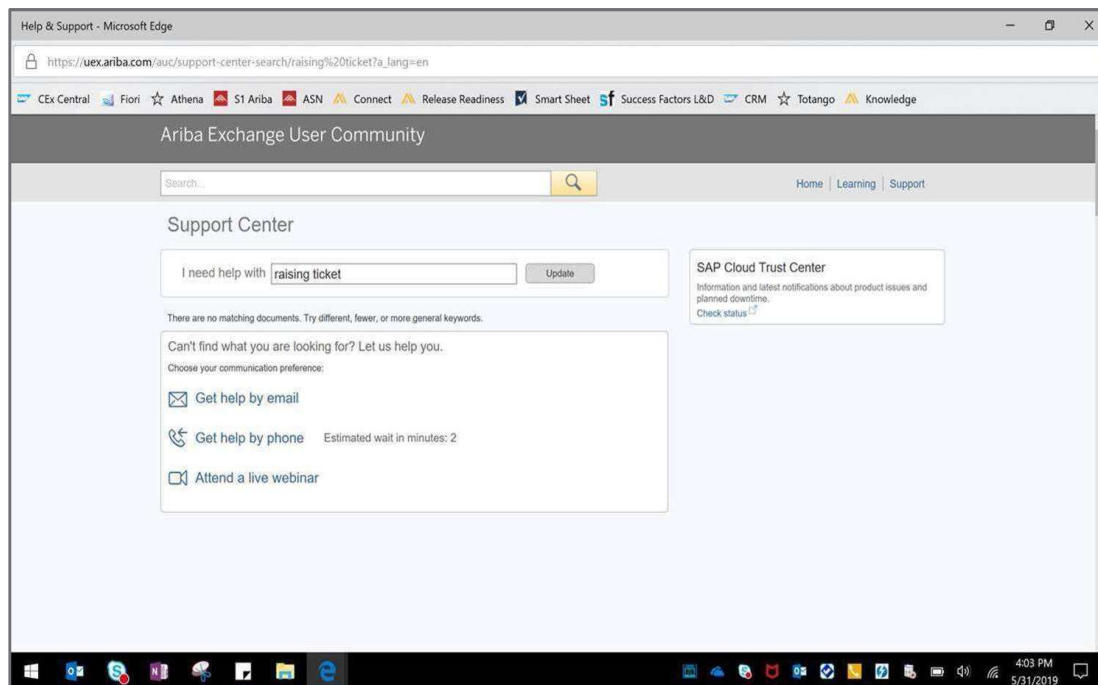 Help & Support - Microsoft Edge
https://uex.ariba.com/auc/support-center-search/raising%20ticket?a_lang=en
CEx Central Fiori Athena S1 Ariba ASN Connect Release Readiness Smart Sheet Sf Success Factors L&D CRM Totango Knowledge
Ariba Exchange User Community
Search...
Home | Learning | Support
Support Center
I need help with raising ticket Update
SAP Cloud Trust Center
Information and latest notifications about product issues and
planned downtime.
Check status
There are no matching documents. Try different, fewer, or more general keywords.
Can't find what you are looking for? Let us help you.
Choose your communication preference:
Get help by email
Get help by phone Estimated wait in minutes: 2
Attend a live webinar
4:03 PM
5/31/2019